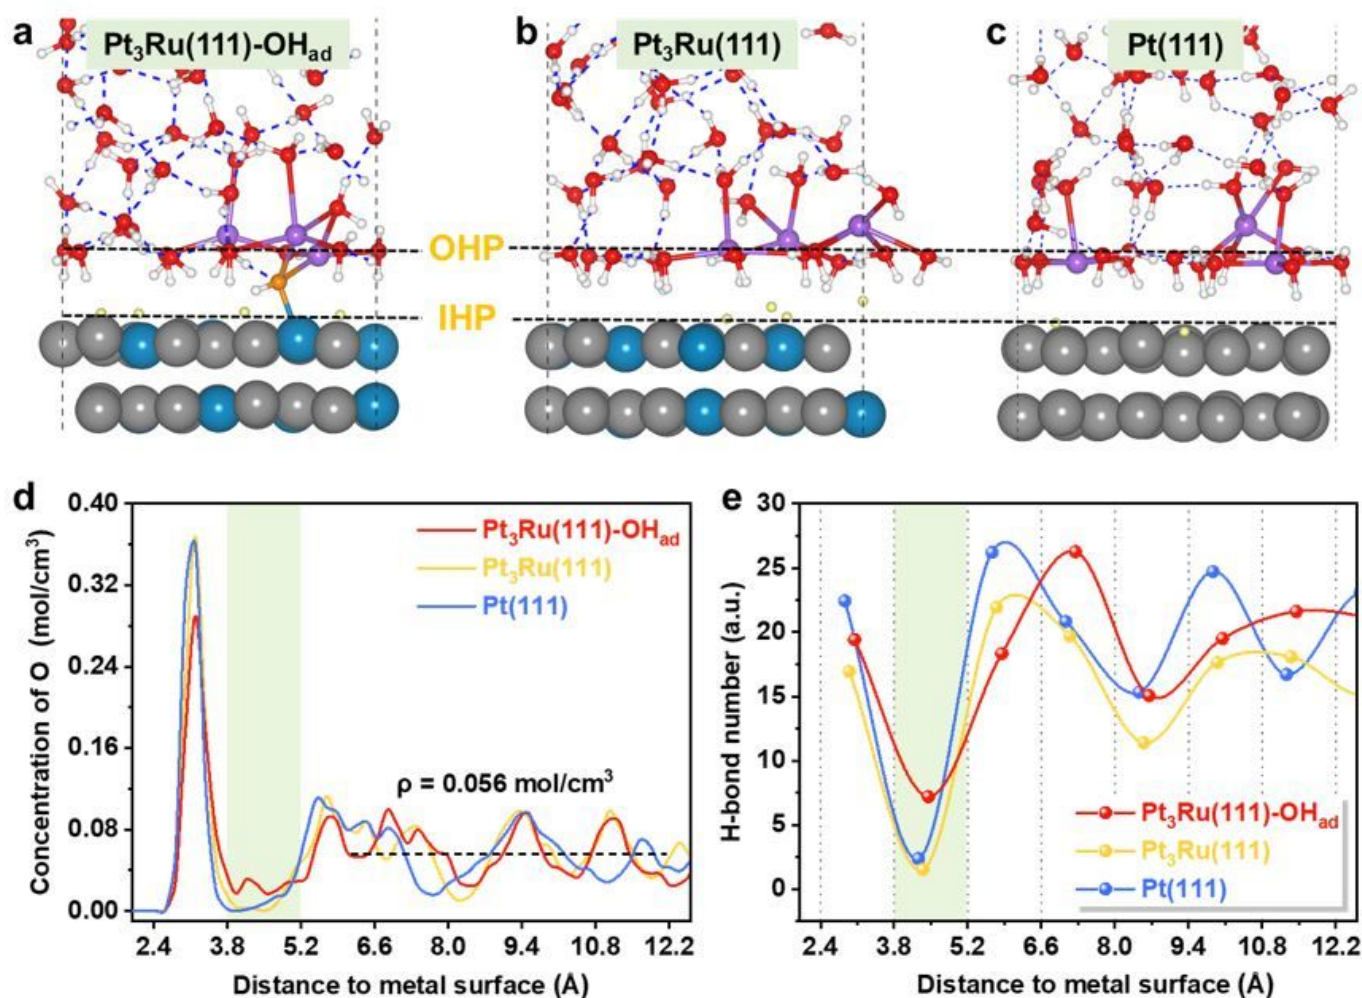 a
Pt₃Ru(111)-OHₐd
b
Pt₃Ru(111)
c
Pt(111)
OHP
IHP
d
0.40
0.32
0.24
0.16
0.08
0.00
Concentration of O (mol/cm³)
Pt₃Ru(111)-OHₐd
Pt₃Ru(111)
Pt(111)
ρ = 0.056 mol/cm³
2.4 3.8 5.2 6.6 8.0 9.4 10.8 12.2
Distance to metal surface (Å)
e
30
25
20
15
10
5
0
H-bond number (a.u.)
Pt₃Ru(111)-OHₐd
Pt₃Ru(111)
Pt(111)
2.4 3.8 5.2 6.6 8.0 9.4 10.8 12.2
Distance to metal surface (Å)